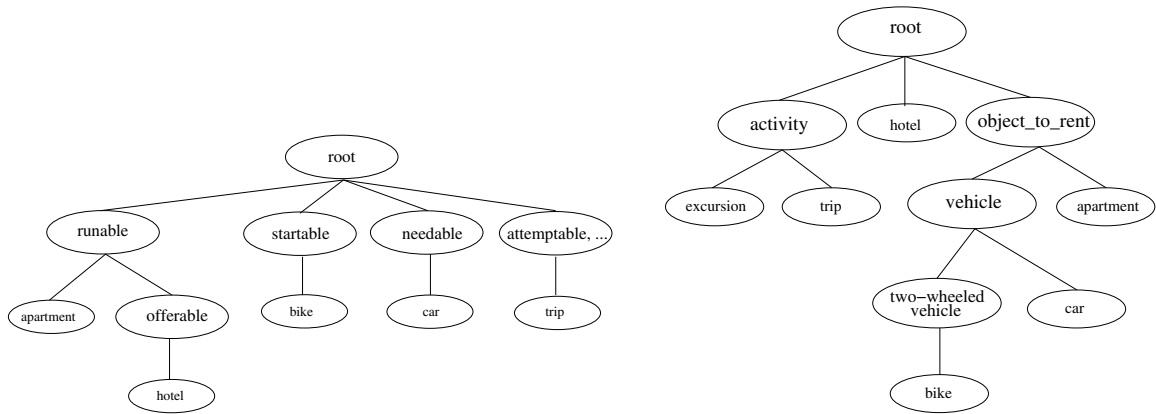 root
runable
startable
needable
attemptable, ...
apartment
offerable
bike
car
trip
hotel
root
activity
hotel
object_to_rent
excursion
trip
vehicle
apartment
two−wheeled
vehicle
car
bike